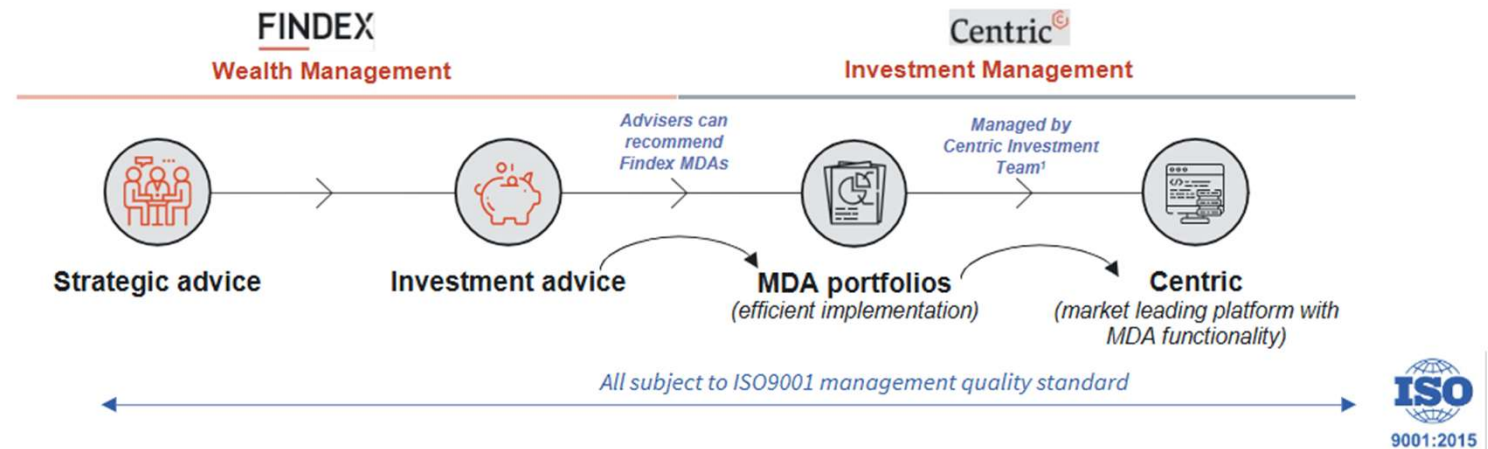 FINDEX
Wealth Management
Centric
Investment Management
Advisers can
recommend
Findex MDAs
Managed by
Centric Investment
Team¹
Strategic advice
Investment advice
MDA portfolios
(efficient implementation)
Centric
(market leading platform with
MDA functionality)
All subject to ISO9001 management quality standard
ISO
9001:2015